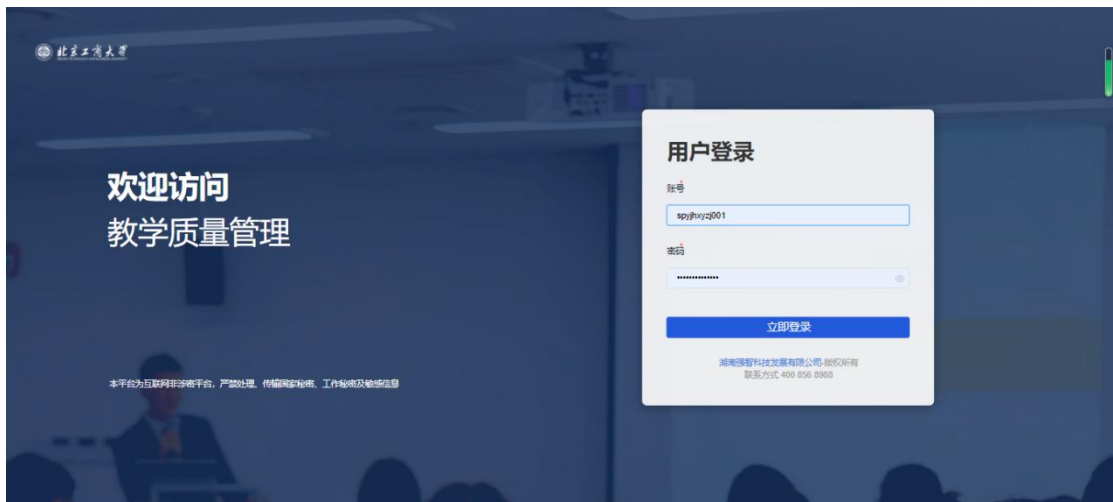 北京工商大学
欢迎访问
教学质量管理
本平台为互联网非涉密平台，严禁处理、传输国家秘密、工作秘密及敏感信息
用户登录
账号*
spyjhxyzj001
密码*
立即登录
湖南强智科技发展有限公司-版权所有
联系方式 400 856 8988